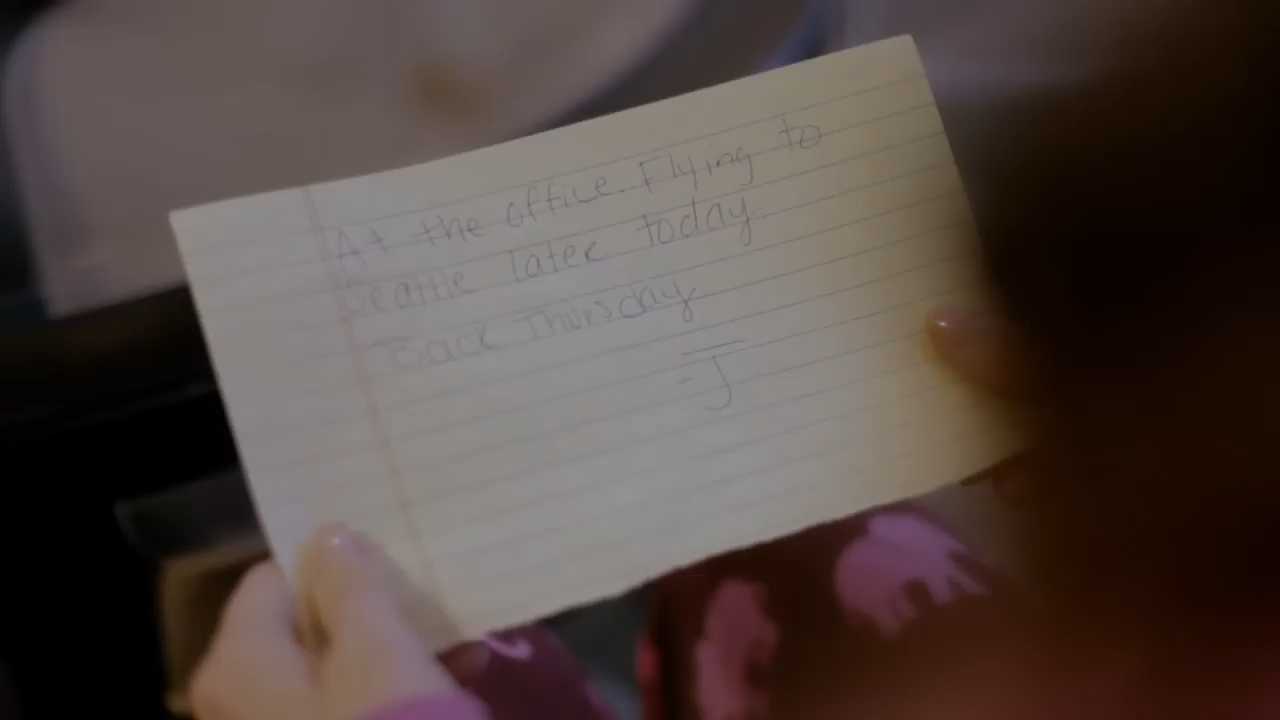 At the office. Flying to
Seattle later today.
Back Thursday
-J